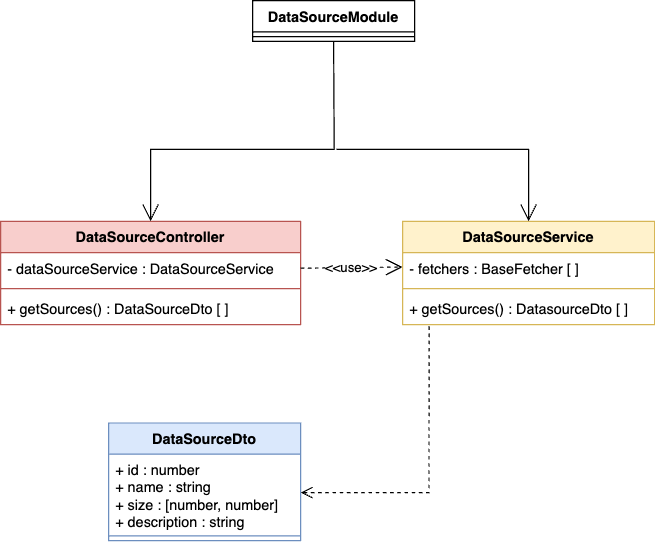 DataSourceModule
DataSourceController
- dataSourceService : DataSourceService
+ getSources() : DataSourceDto [ ]
<<use>>
DataSourceService
- fetchers : BaseFetcher [ ]
+ getSources() : DatasourceDto [ ]
DataSourceDto
+ id : number
+ name : string
+ size : [number, number]
+ description : string